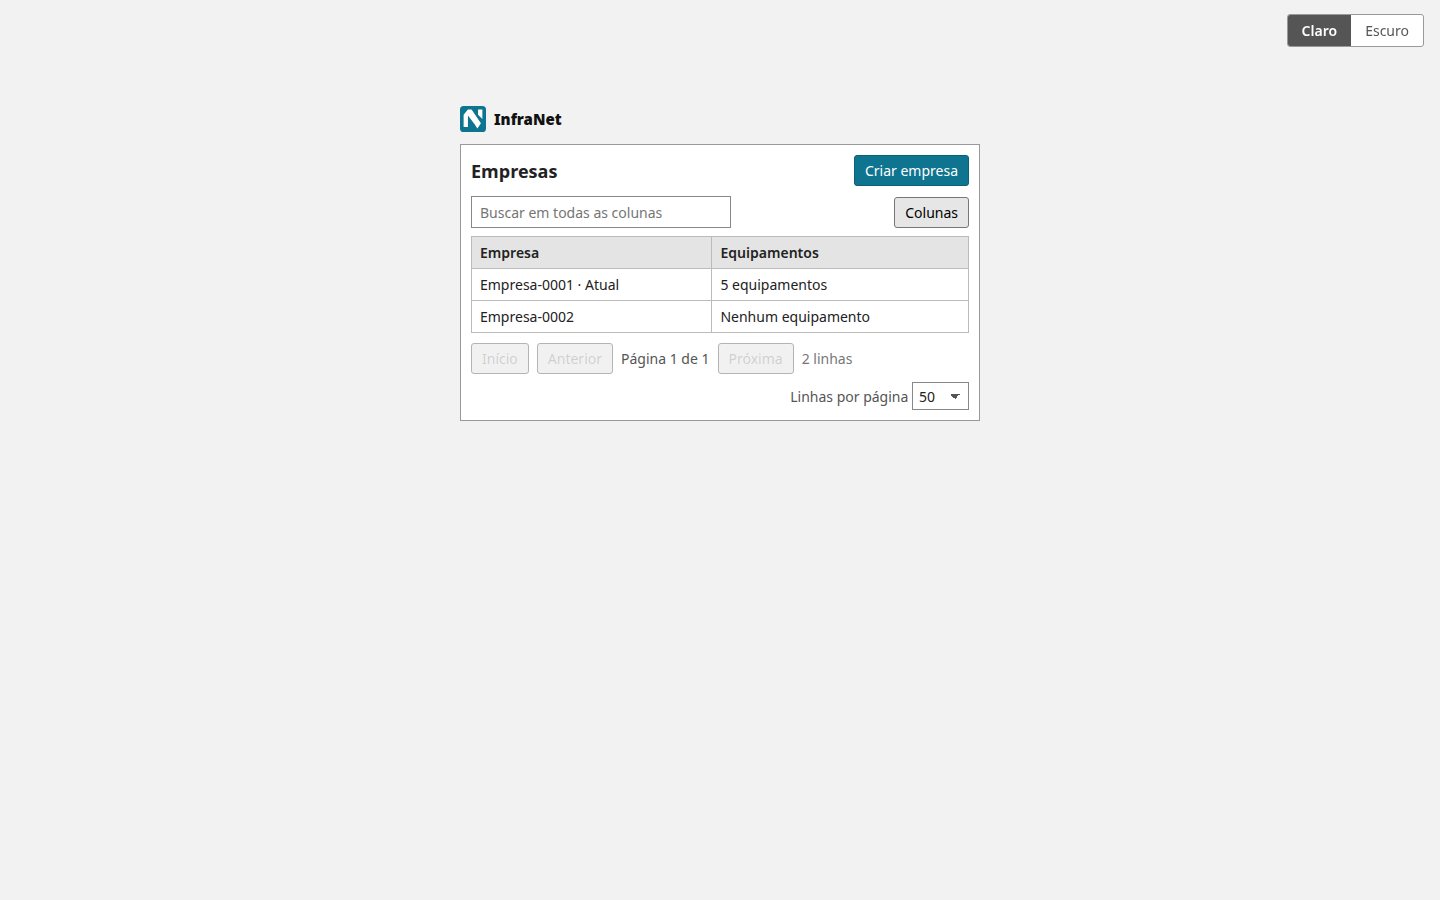 Claro Escuro
InfraNet
Empresas Criar empresa
Buscar em todas as colunas Colunas
Empresa Equipamentos
Empresa-0001 · Atual 5 equipamentos
Empresa-0002 Nenhum equipamento
Início Anterior Página 1 de 1 Próxima 2 linhas
Linhas por página 50